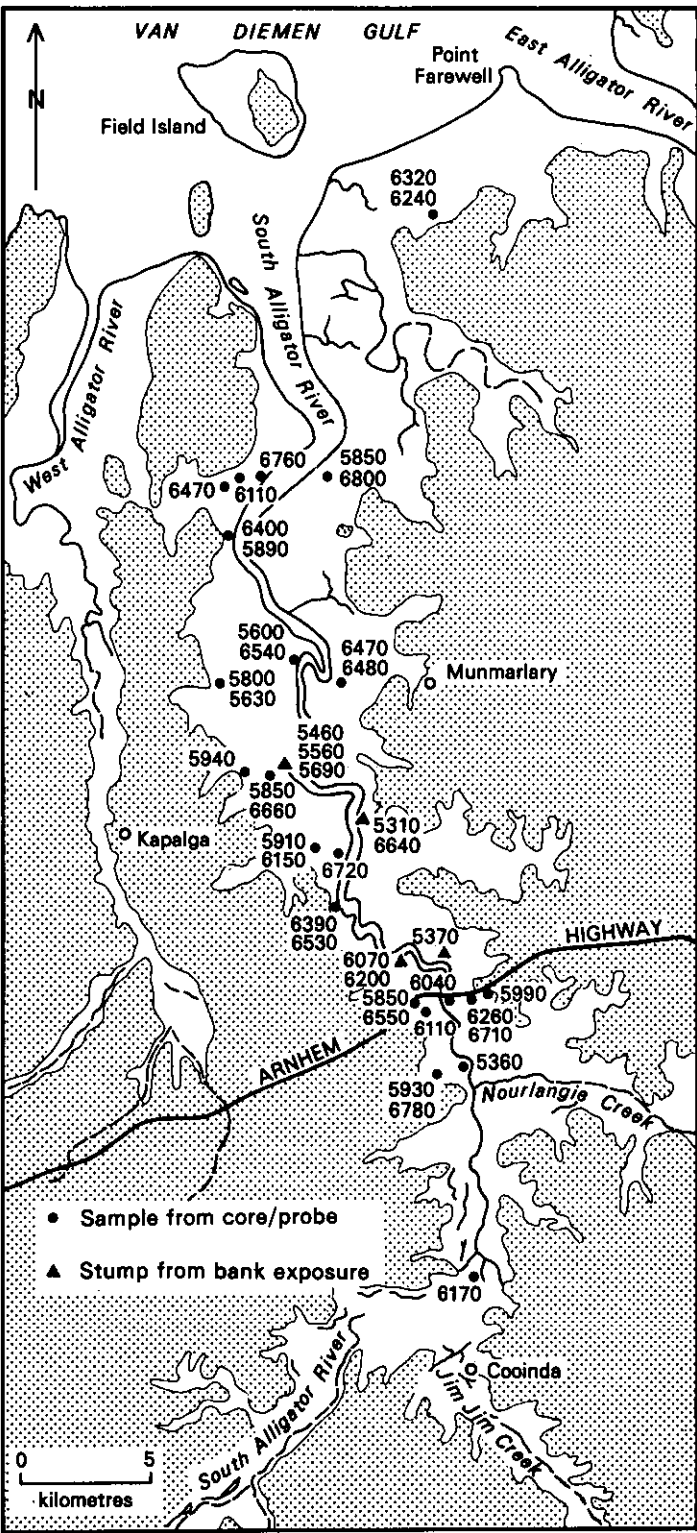 VAN DIEMEN GULF
Point
Farewell
East Alligator River
N
Field Island
6320
6240
South Alligator River
West Alligator River
6760
6470
6110
5850
6800
6400
5890
5600
6540
6470
6480
Munmarlary
5800
5630
5460
5560
5690
5940
5850
6660
5310
6640
Kapalga
5910
6150
6720
6390
6530
HIGHWAY
5370
6070
6200
6040
5990
5850
6550
6110
6260
6710
ARNHEM
5360
5930
6780
Nourlangie Creek
● Sample from core/probe
▲ Stump from bank exposure
6170
Cooinda
South Alligator River
Jim Jim Creek
0 5
kilometres